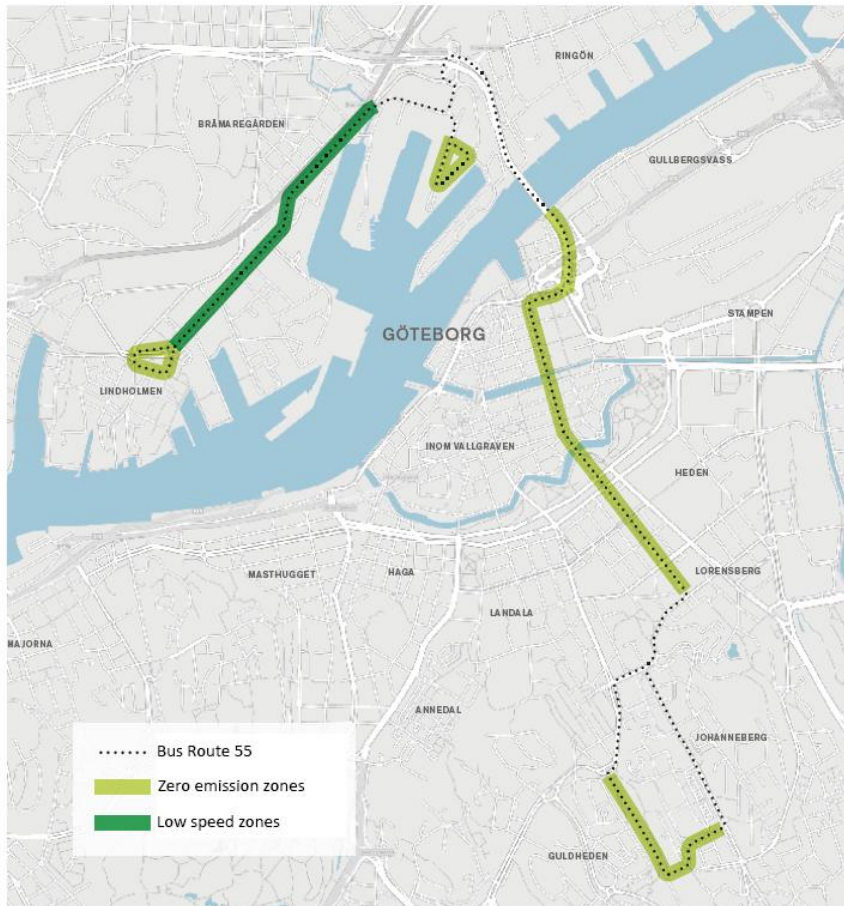 RINGÖN
BRÄMAREGÅRDEN
GULLBERGSVASS
STAMPEN
GÖTEBORG
LINDHOLMEN
INOM VALLGRAVEN
HEDEN
MASTHUGGET
HAGA
LORENSBERG
LANDALA
MAJORNA
ANNEDAL
JOHANNEBERG
Bus Route 55
Zero emission zones
Low speed zones
GULDHEDEN